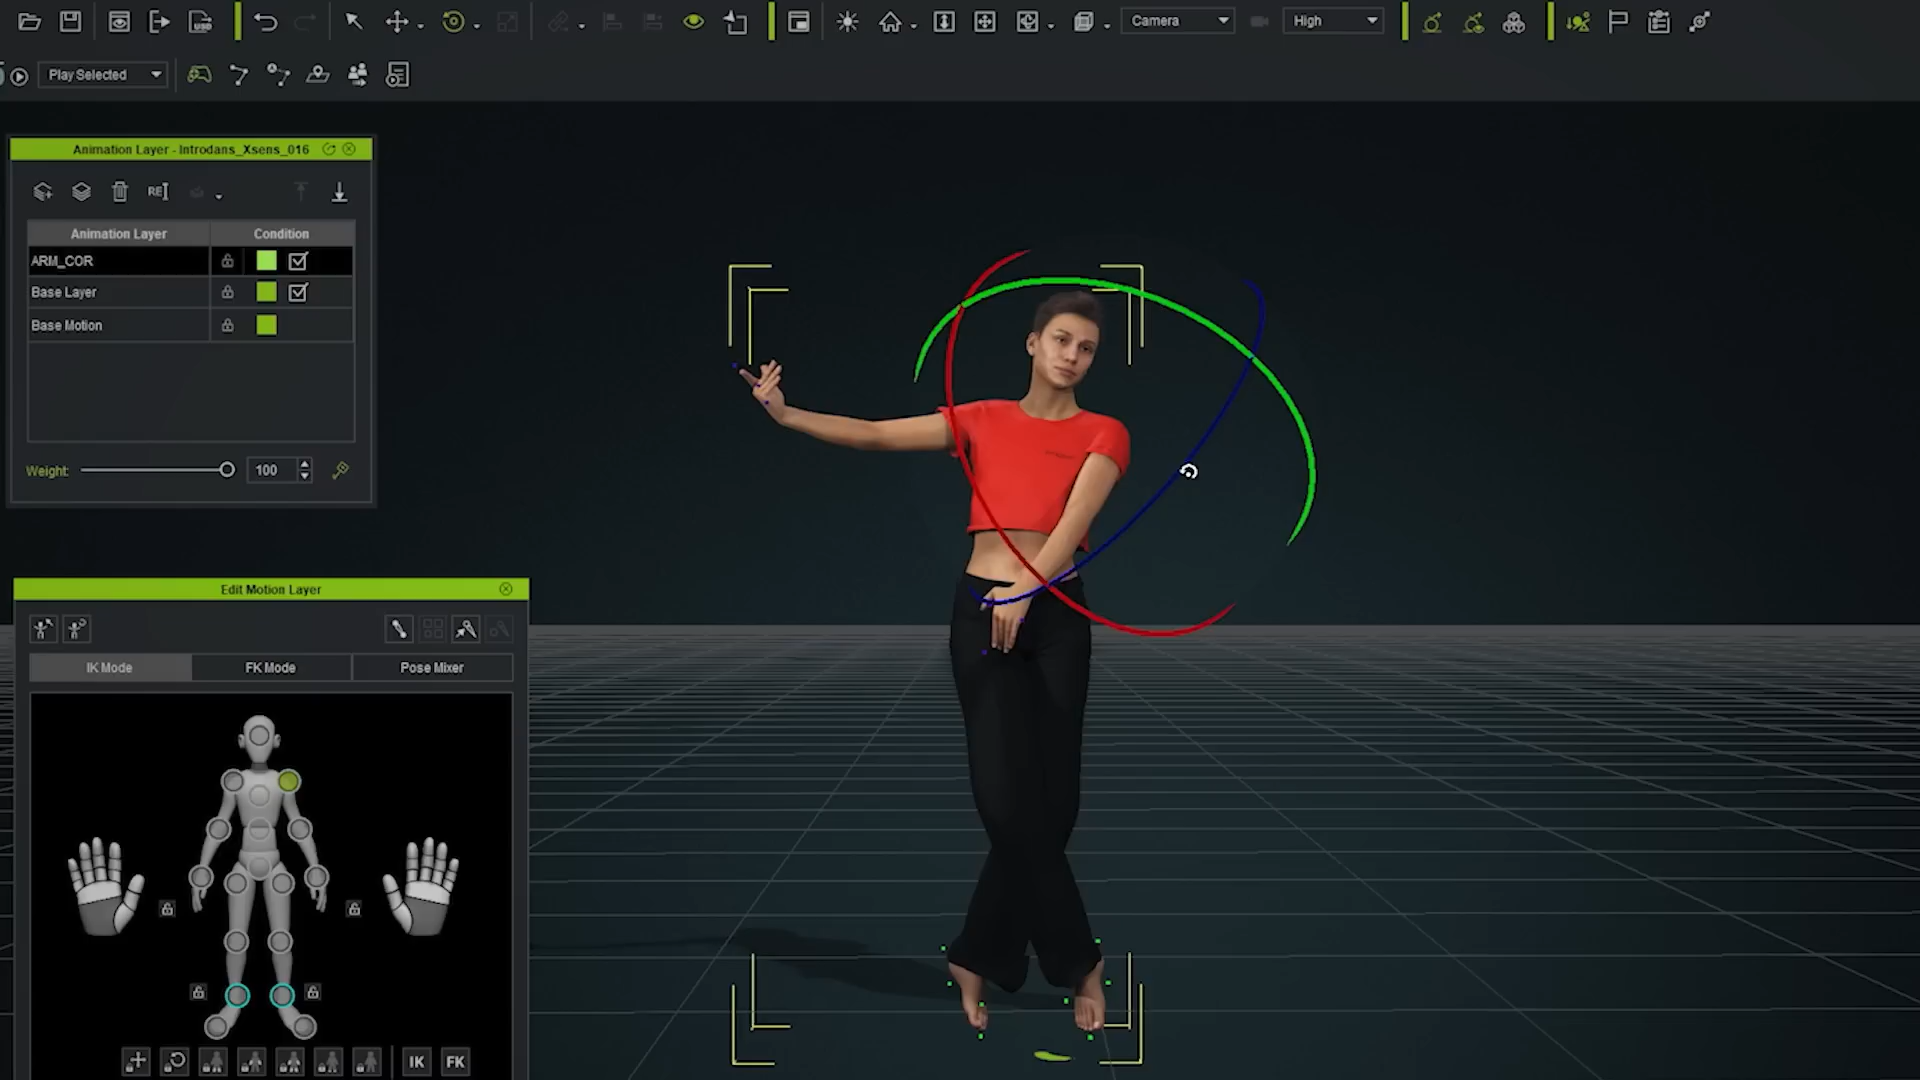 USD
Camera
High
Play Selected
Animation Layer - Introdans_Xsens_016
RE
Animation Layer Condition
ARM_COR
Base Layer
Base Motion
Weight: 100
Edit Motion Layer
IK Mode FK Mode Pose Mixer
IK FK